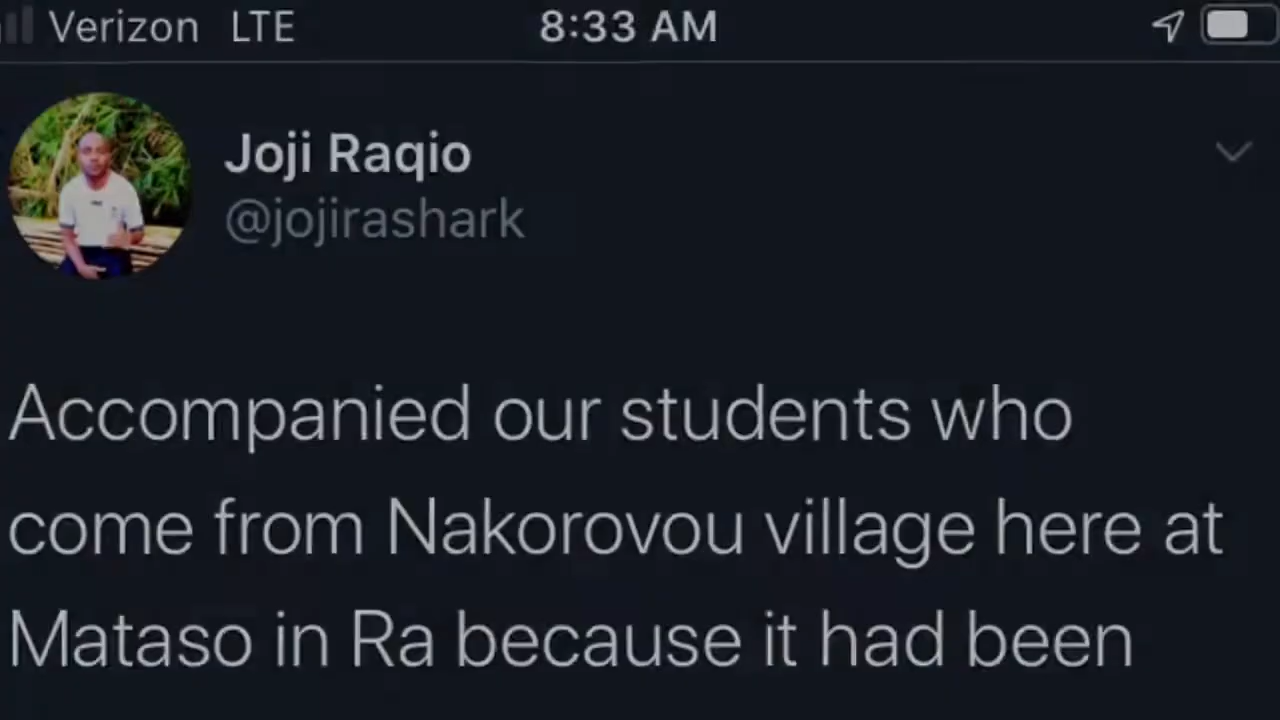 Verizon LTE 8:33 AM
Joji Raqio
@jojirashark
Accompanied our students who
come from Nakorovou village here at
Mataso in Ra because it had been